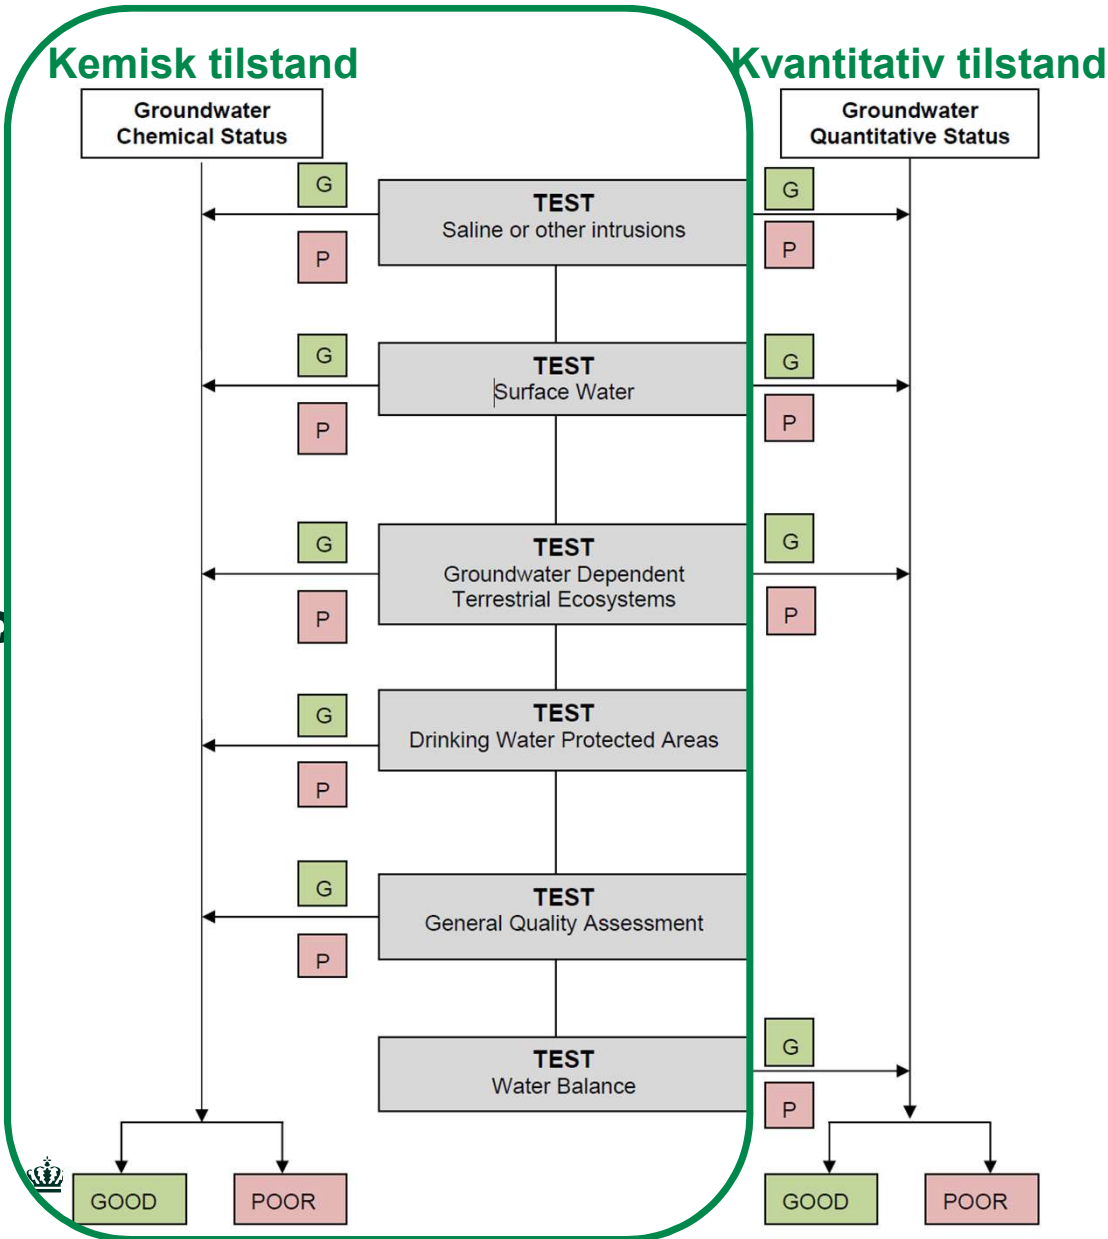 Kemisk tilstand
Kvantitativ tilstand
Groundwater
Chemical Status
Groundwater
Quantitative Status
G
P
TEST
Saline or other intrusions
G
P
G
P
TEST
Surface Water
G
P
G
P
TEST
Groundwater Dependent
Terrestrial Ecosystems
G
P
G
P
TEST
Drinking Water Protected Areas
G
P
TEST
General Quality Assessment
TEST
Water Balance
G
P
GOOD
POOR
GOOD
POOR